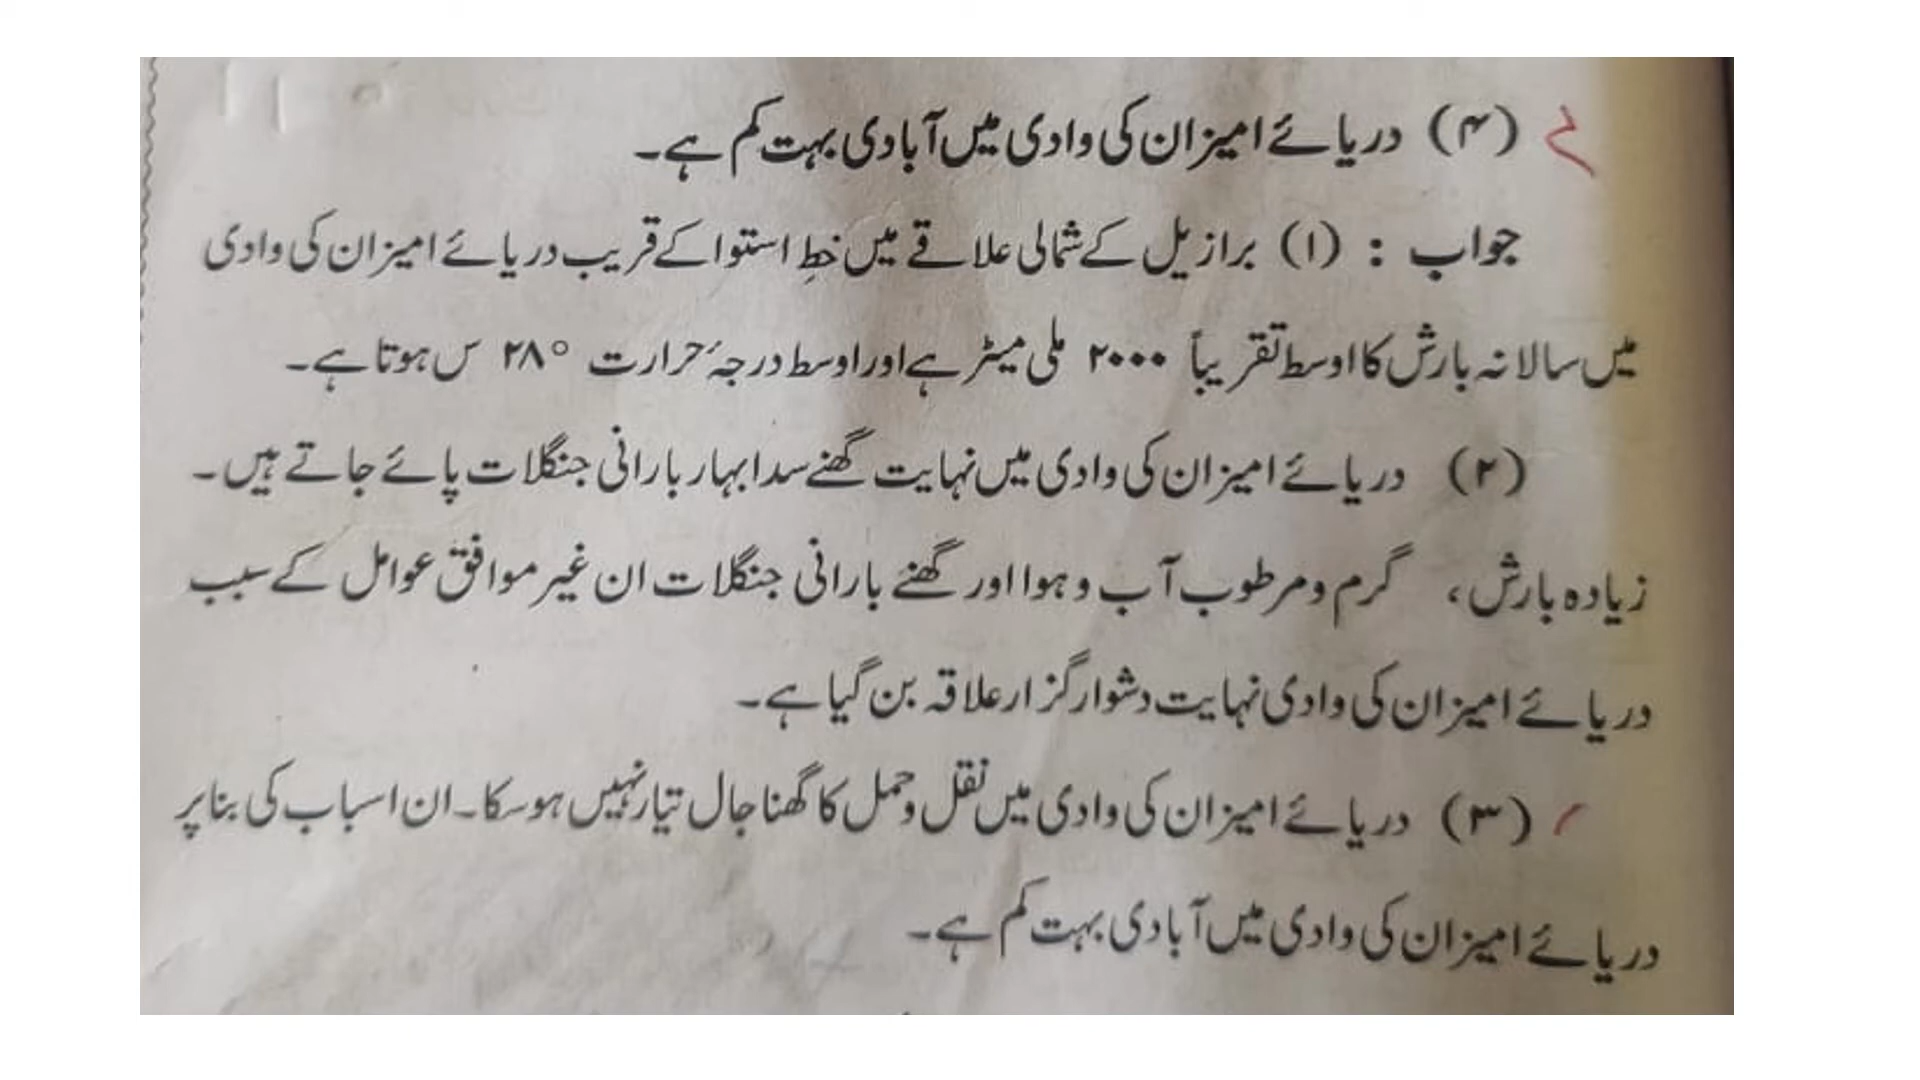 (۴) دریائے امیزان کی وادی میں آبادی بہت کم ہے۔
جواب : (۱) برازیل کے شمالی علاقے میں خطِ استوا کے قریب دریائے امیزان کی وادی
میں سالانہ بارش کا اوسط تقریباً ۲۰۰۰ ملی میٹر ہے اور اوسط درجۂ حرارت ۲۸° س ہوتا ہے۔
(۲) دریائے امیزان کی وادی میں نہایت گھنے سدا بہار بارانی جنگلات پائے جاتے ہیں۔
زیادہ بارش، گرم و مرطوب آب و ہوا اور گھنے بارانی جنگلات ان غیر موافق عوامل کے سبب
دریائے امیزان کی وادی نہایت دشوار گزار علاقہ بن گیا ہے۔
(۳) دریائے امیزان کی وادی میں نقل و حمل کا گھنا جال تیار نہیں ہو سکا۔ ان اسباب کی بنا پر
دریائے امیزان کی وادی میں آبادی بہت کم ہے۔